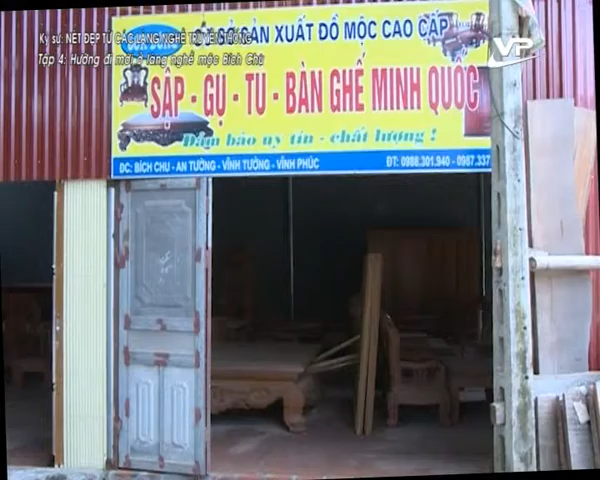 Ký sự: NÉT ĐẸP TỪ CÁC LÀNG NGHỀ TRUYỀN THỐNG
Tập 4: Hướng đi mới ở làng nghề mộc Bích Chu
VP
SẢN XUẤT ĐỒ MỘC CAO CẤP
SẬP - GỤ - TU - BÀN GHẾ MINH QUỐC
Đảm bảo uy tín - chất lượng !
ĐC: BÍCH CHU - AN TƯỜNG - VĨNH TƯỜNG - VĨNH PHÚC
ĐT: 0988.301.940 - 0987.337